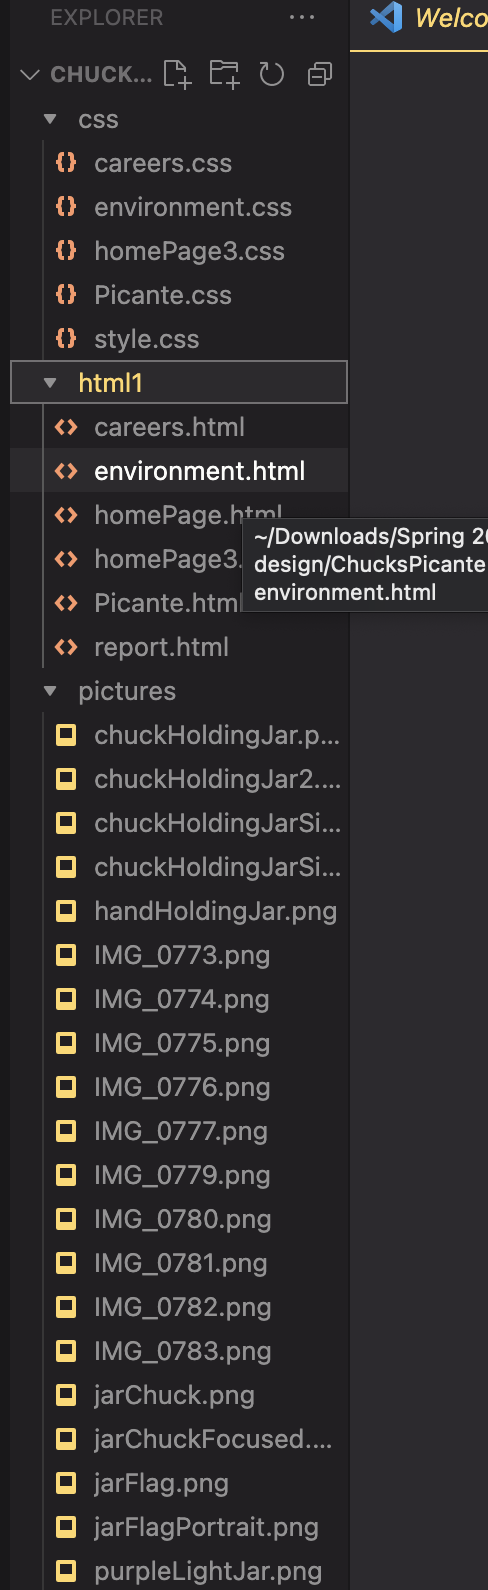 EXPLORER
Welco
CHUCK...
css
careers.css
environment.css
homePage3.css
Picante.css
style.css
html1
careers.html
environment.html
homePage.html
homePage3.
Picante.html
report.html
~/Downloads/Spring 20
design/ChucksPicante
environment.html
pictures
chuckHoldingJar.p...
chuckHoldingJar2....
chuckHoldingJarSi...
chuckHoldingJarSi...
handHoldingJar.png
IMG_0773.png
IMG_0774.png
IMG_0775.png
IMG_0776.png
IMG_0777.png
IMG_0779.png
IMG_0780.png
IMG_0781.png
IMG_0782.png
IMG_0783.png
jarChuck.png
jarChuckFocused....
jarFlag.png
jarFlagPortrait.png
purpleLightJar.png